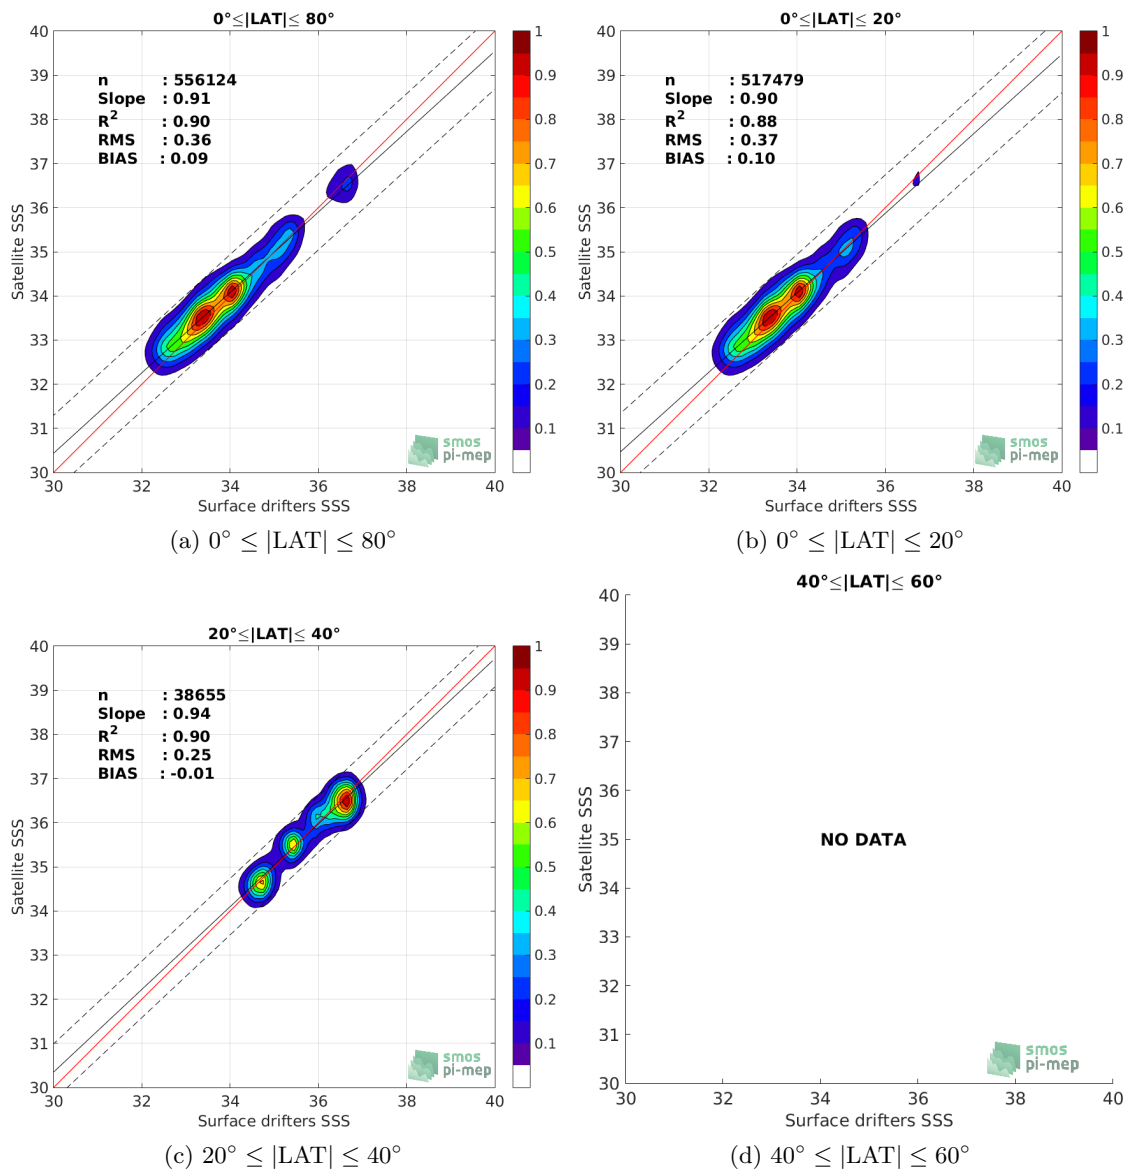 0°≤|LAT|≤ 80°
40
39
38
37
36
35
34
33
32
31
30
Satellite SSS
n : 556124
Slope : 0.91
R2 : 0.90
RMS : 0.36
BIAS : 0.09
smos
pi-mep
30 32 34 36 38 40
Surface drifters SSS
1
0.9
0.8
0.7
0.6
0.5
0.4
0.3
0.2
0.1
(a) 0° ≤ |LAT| ≤ 80°
0°≤|LAT|≤ 20°
40
39
38
37
36
35
34
33
32
31
30
Satellite SSS
n : 517479
Slope : 0.90
R2 : 0.88
RMS : 0.37
BIAS : 0.10
smos
pi-mep
30 32 34 36 38 40
Surface drifters SSS
1
0.9
0.8
0.7
0.6
0.5
0.4
0.3
0.2
0.1
(b) 0° ≤ |LAT| ≤ 20°
20°≤|LAT|≤ 40°
40
39
38
37
36
35
34
33
32
31
30
Satellite SSS
n : 38655
Slope : 0.94
R2 : 0.90
RMS : 0.25
BIAS : -0.01
smos
pi-mep
30 32 34 36 38 40
Surface drifters SSS
1
0.9
0.8
0.7
0.6
0.5
0.4
0.3
0.2
0.1
(c) 20° ≤ |LAT| ≤ 40°
40°≤|LAT|≤ 60°
40
39
38
37
36
35
34
33
32
31
30
Satellite SSS
NO DATA
smos
pi-mep
30 32 34 36 38 40
Surface drifters SSS
(d) 40° ≤ |LAT| ≤ 60°